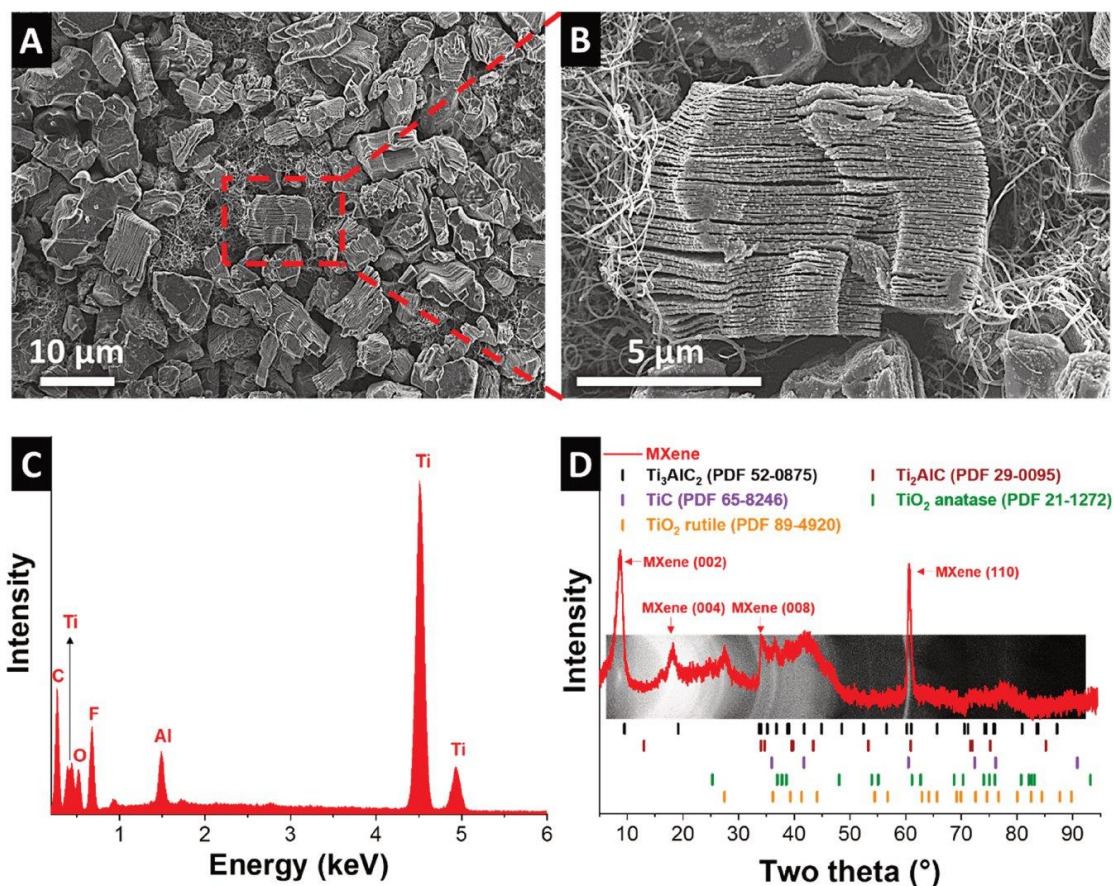 A
10 μm
B
5 μm
C
Intensity
C
Ti
O
F
Al
Ti
Ti
1 2 3 4 5 6
Energy (keV)
D
MXene
Ti₃AlC₂ (PDF 52-0875)
Ti₂AlC (PDF 29-0095)
TiC (PDF 65-8246)
TiO₂ anatase (PDF 21-1272)
TiO₂ rutile (PDF 89-4920)
MXene (002)
MXene (004)
MXene (008)
MXene (110)
Intensity
10 20 30 40 50 60 70 80 90
Two theta (°)